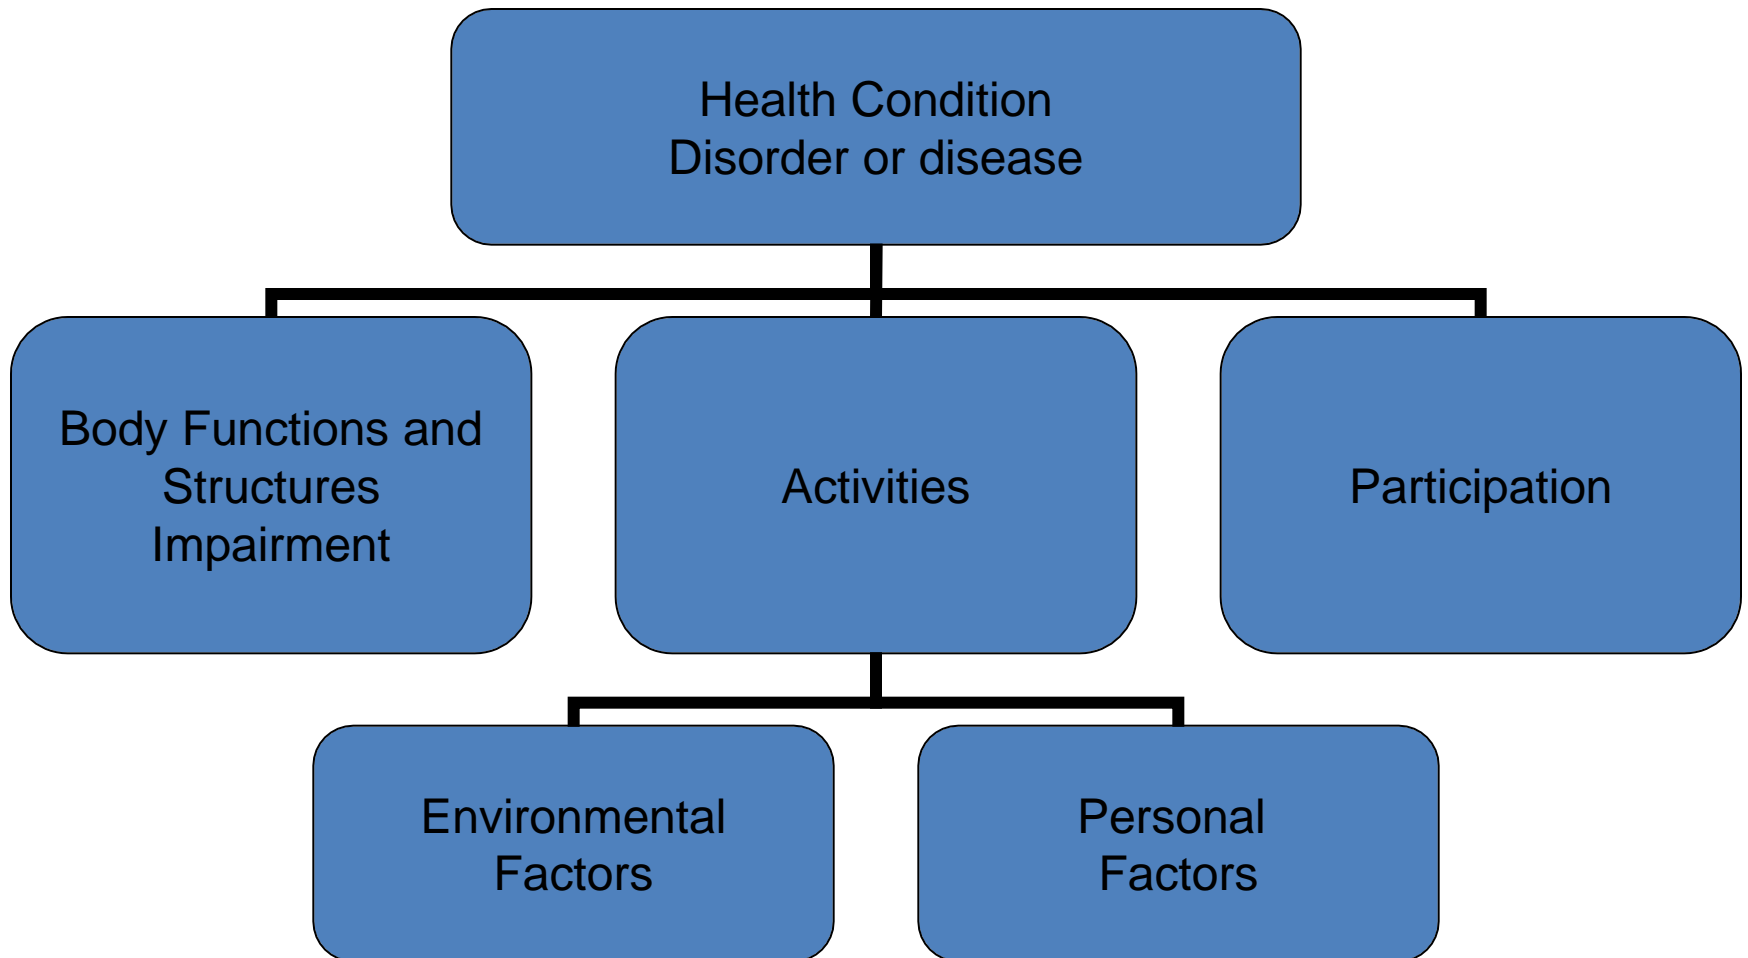 Health Condition
Disorder or disease
Body Functions and
Structures
Impairment
Activities
Participation
Environmental
Factors
Personal
Factors